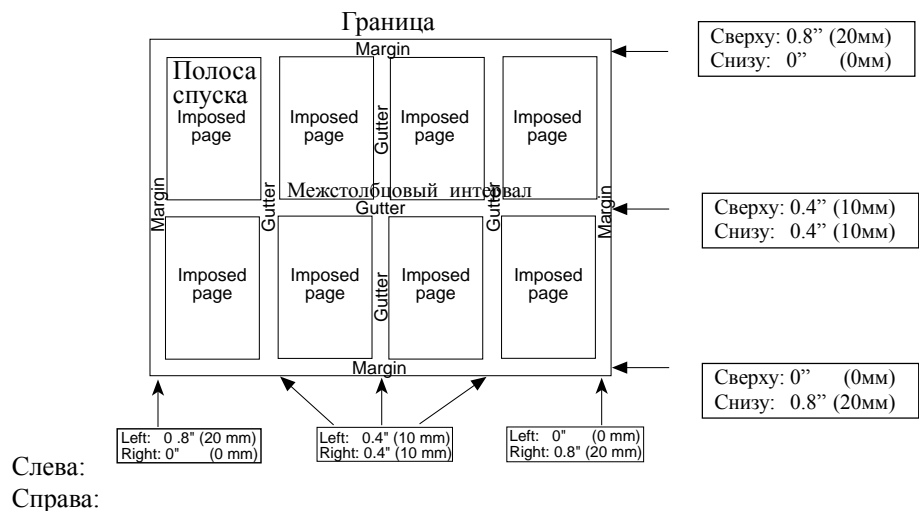 Граница
Margin
Сверху: 0.8” (20мм)
Снизу: 0” (0мм)
Полоса
спуска
Imposed
page
Imposed
page
Gutter
Imposed
page
Imposed
page
Margin
Gutter
Межстолбцовый интервал
Gutter
Gutter
Margin
Сверху: 0.4” (10мм)
Снизу: 0.4” (10мм)
Imposed
page
Imposed
page
Gutter
Imposed
page
Imposed
page
Margin
Сверху: 0” (0мм)
Снизу: 0.8” (20мм)
Left: 0 .8" (20 mm)
Right: 0" (0 mm)
Left: 0.4" (10 mm)
Right: 0.4" (10 mm)
Left: 0" (0 mm)
Right: 0.8" (20 mm)
Слева:
Справа: